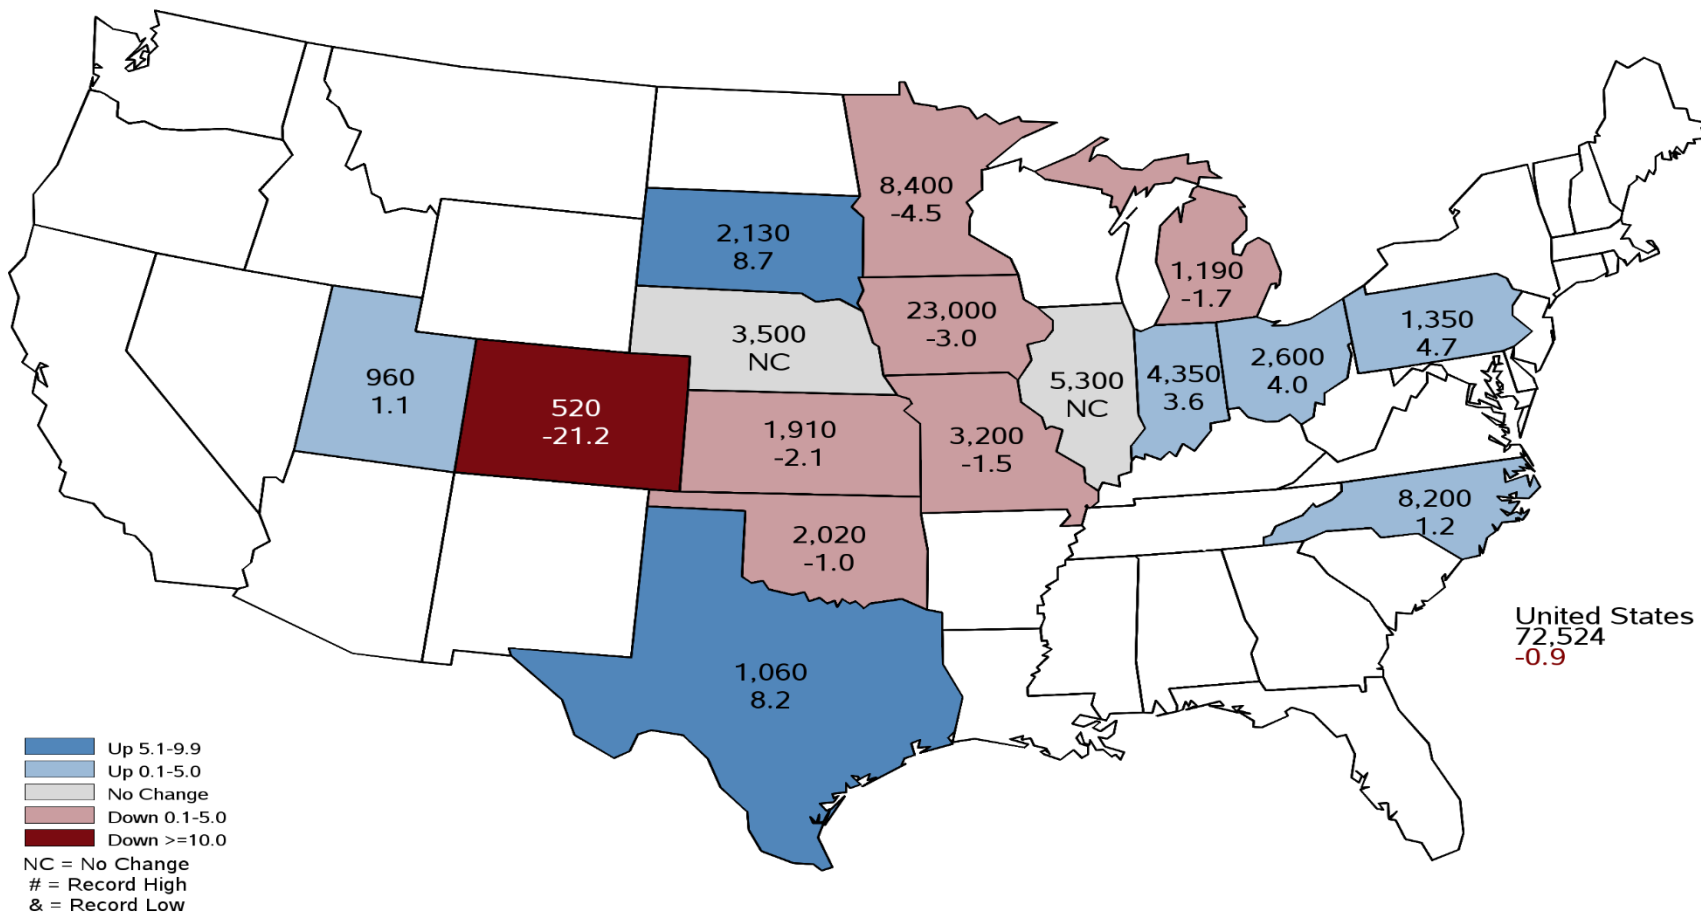 8,400
-4.5
2,130
8.7
1,190
-1.7
23,000
-3.0
3,500
NC
1,350
4.7
2,600
4.0
4,350
3.6
5,300
NC
960
1.1
520
-21.2
1,910
-2.1
3,200
-1.5
8,200
1.2
2,020
-1.0
1,060
8.2
United States
72,524
-0.9
Up 5.1-9.9
Up 0.1-5.0
No Change
Down 0.1-5.0
Down >=10.0
NC = No Change
# = Record High
& = Record Low